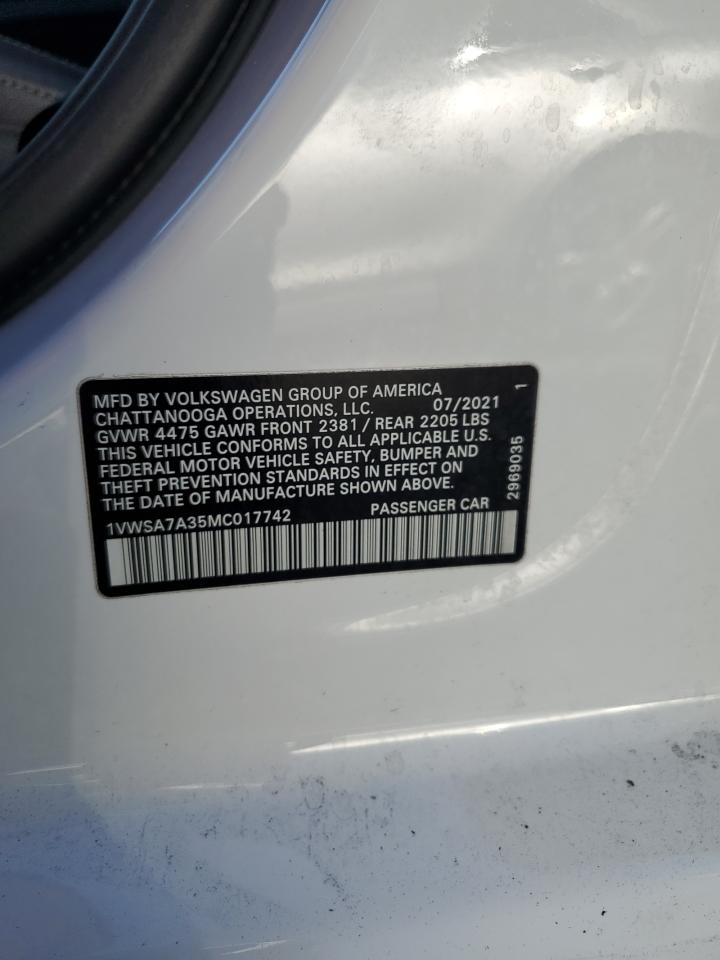 MFD BY VOLKSWAGEN GROUP OF AMERICA
CHATTANOOGA OPERATIONS, LLC. 07/2021
GVWR 4475 GAWR FRONT 2381 / REAR 2205 LBS
THIS VEHICLE CONFORMS TO ALL APPLICABLE U.S.
FEDERAL MOTOR VEHICLE SAFETY, BUMPER AND
THEFT PREVENTION STANDARDS IN EFFECT ON
THE DATE OF MANUFACTURE SHOWN ABOVE.
1VWSA7A35MC017742 PASSENGER CAR
2969035 1